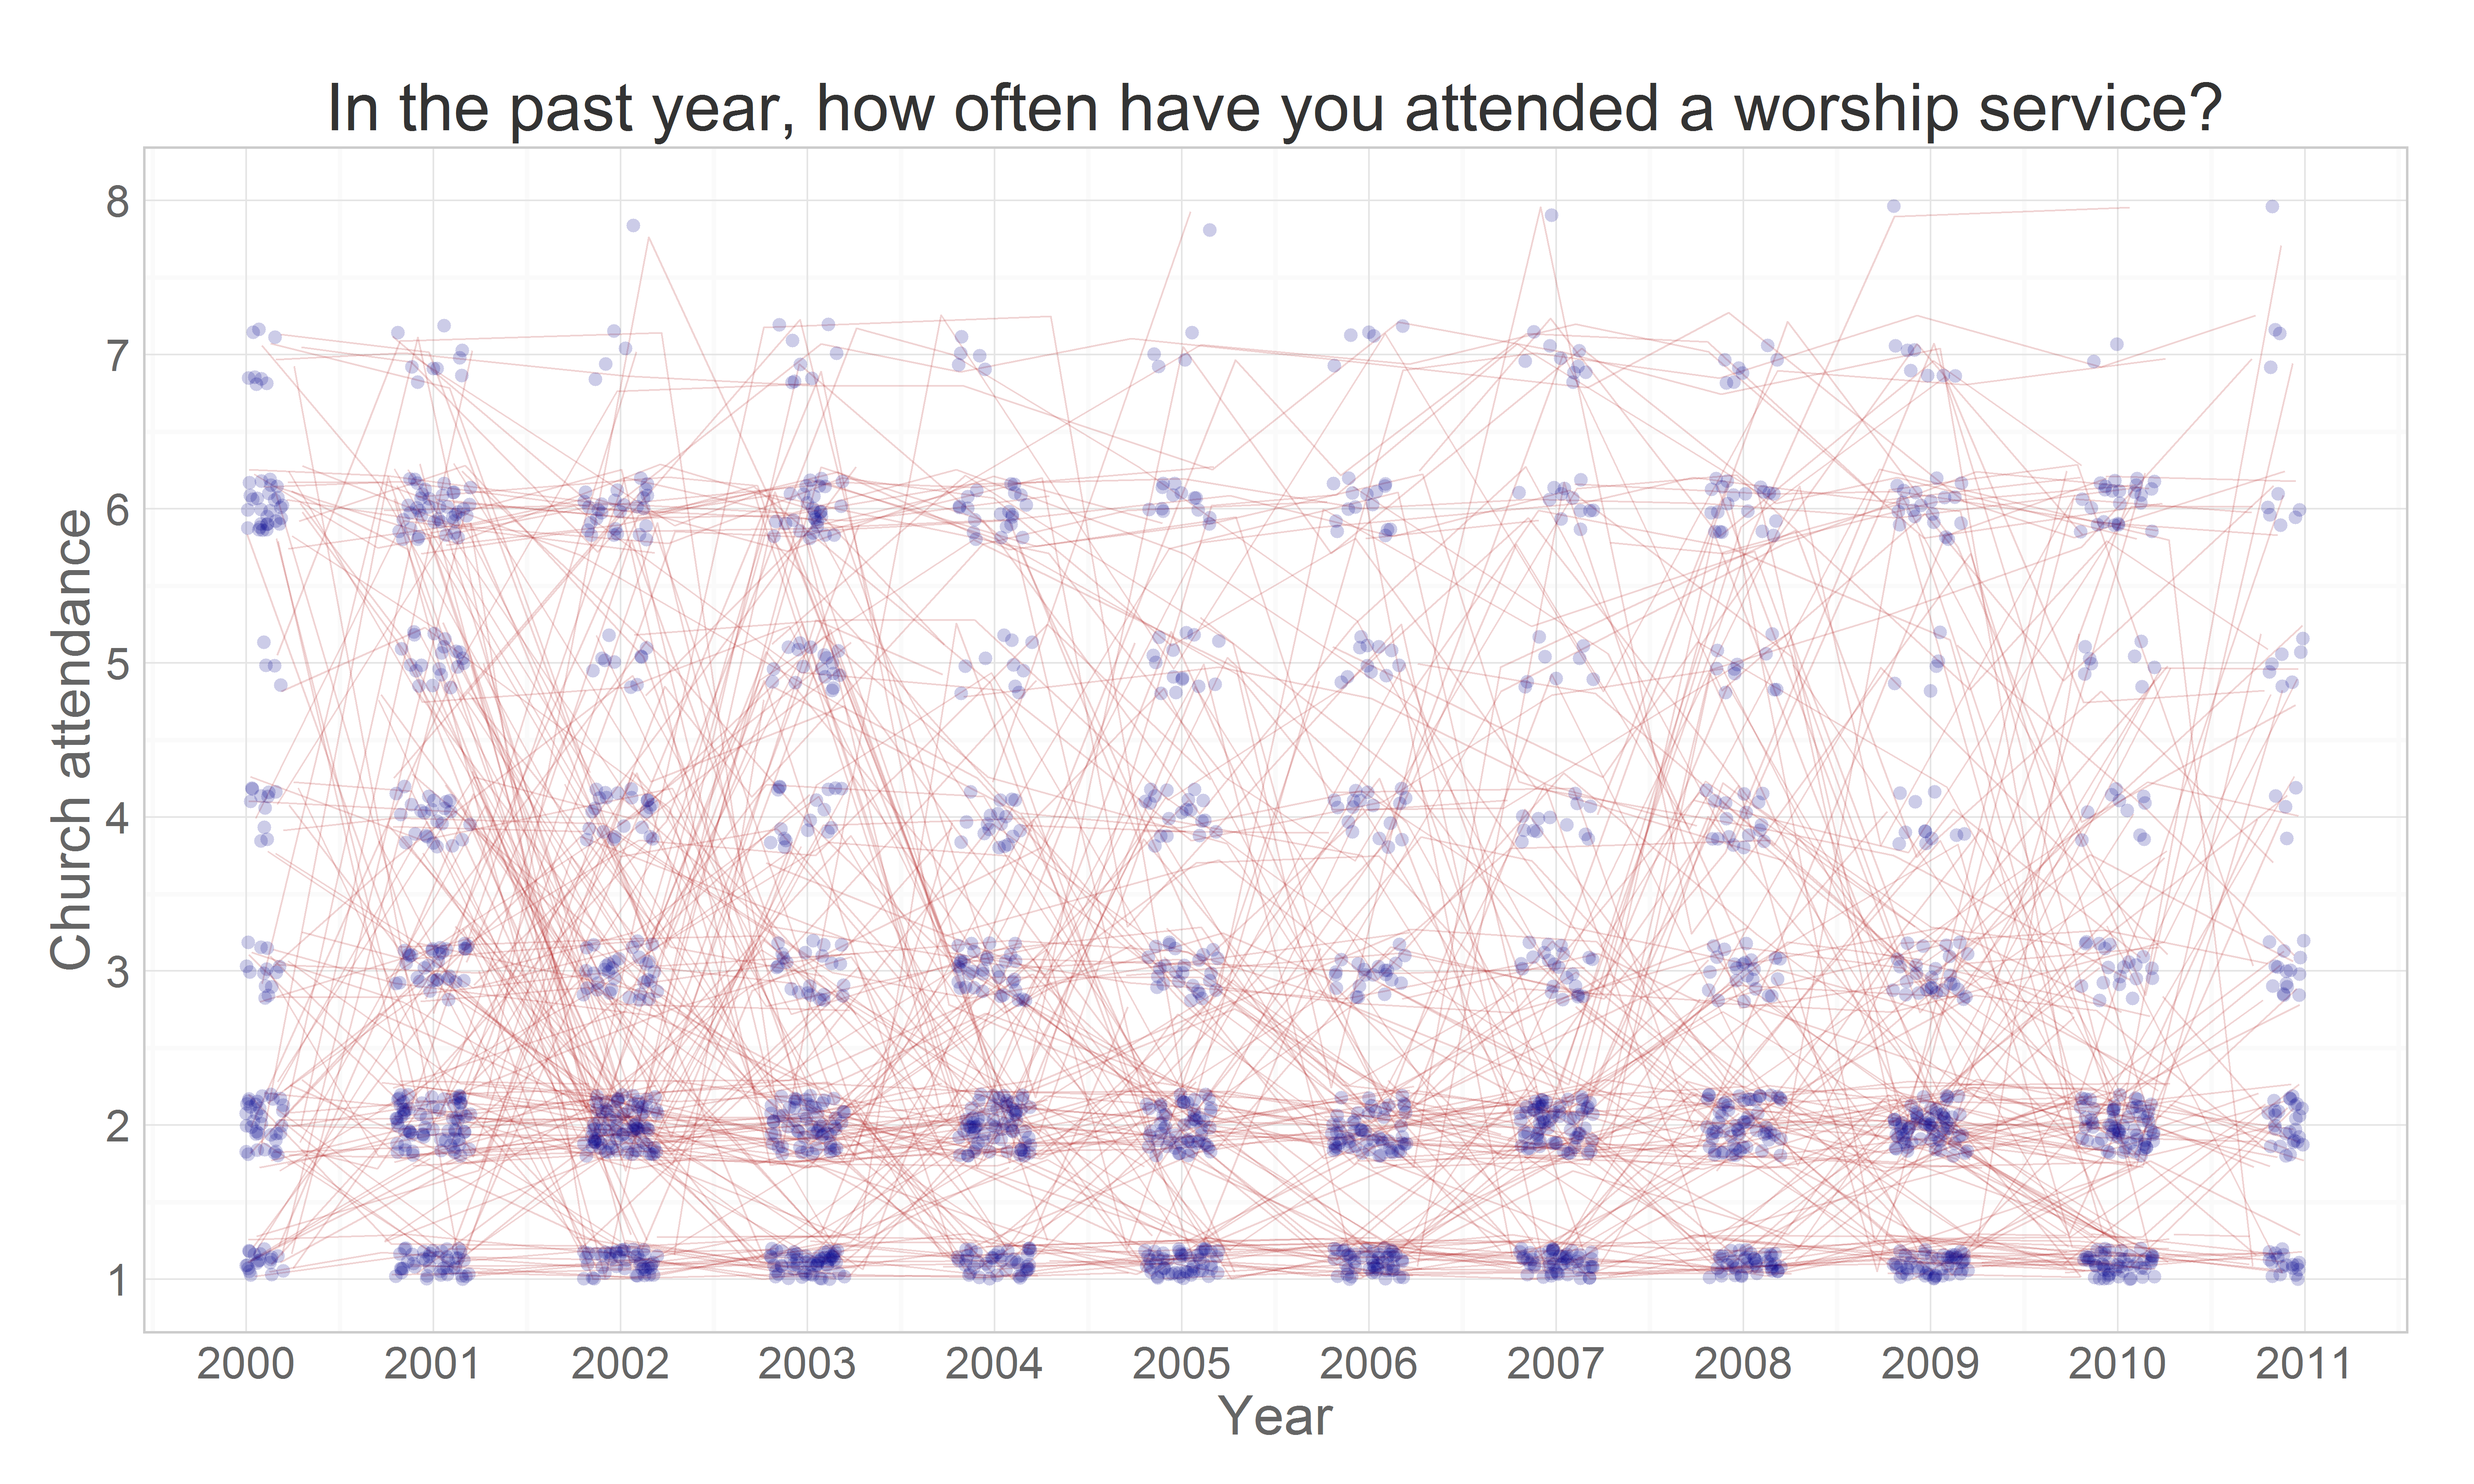 In the past year, how often have you attended a worship service?
Church attendance
8
7
6
5
4
3
2
1
2000 2001 2002 2003 2004 2005 2006 2007 2008 2009 2010 2011
Year